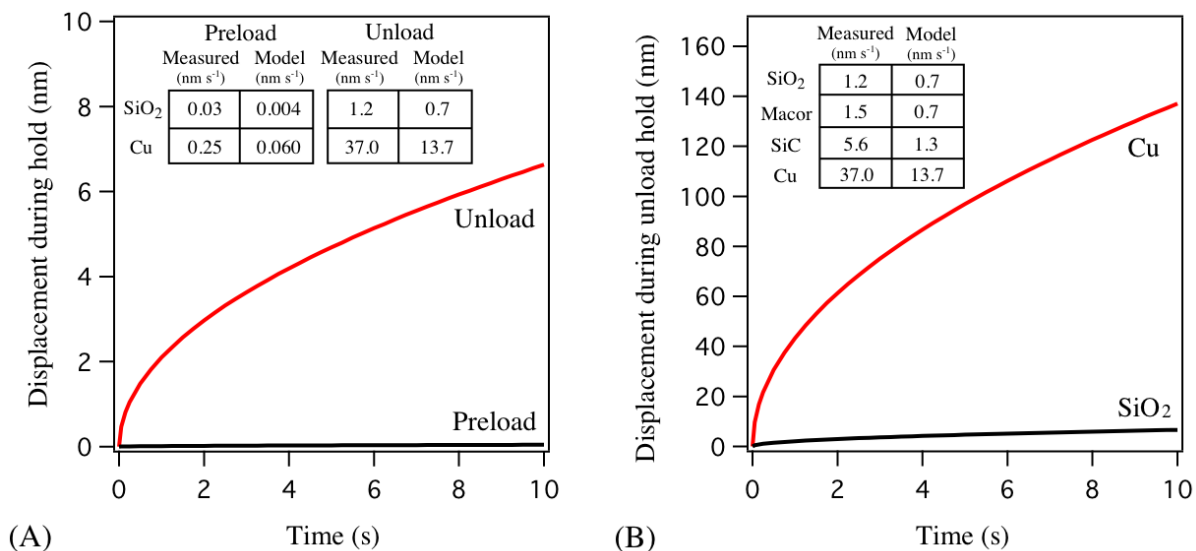 Displacement during hold (nm)
10
8
6
4
2
0
Preload Unload
Measured Model Measured Model
(nm s⁻¹) (nm s⁻¹) (nm s⁻¹) (nm s⁻¹)
SiO₂ 0.03 0.004 1.2 0.7
Cu 0.25 0.060 37.0 13.7
Unload
Preload
0 2 4 6 8 10
Time (s)
(A)
Displacement during unload hold (nm)
160
140
120
100
80
60
40
20
0
Measured Model
(nm s⁻¹) (nm s⁻¹)
SiO₂ 1.2 0.7
Macor 1.5 0.7
SiC 5.6 1.3
Cu 37.0 13.7
Cu
SiO₂
0 2 4 6 8 10
Time (s)
(B)